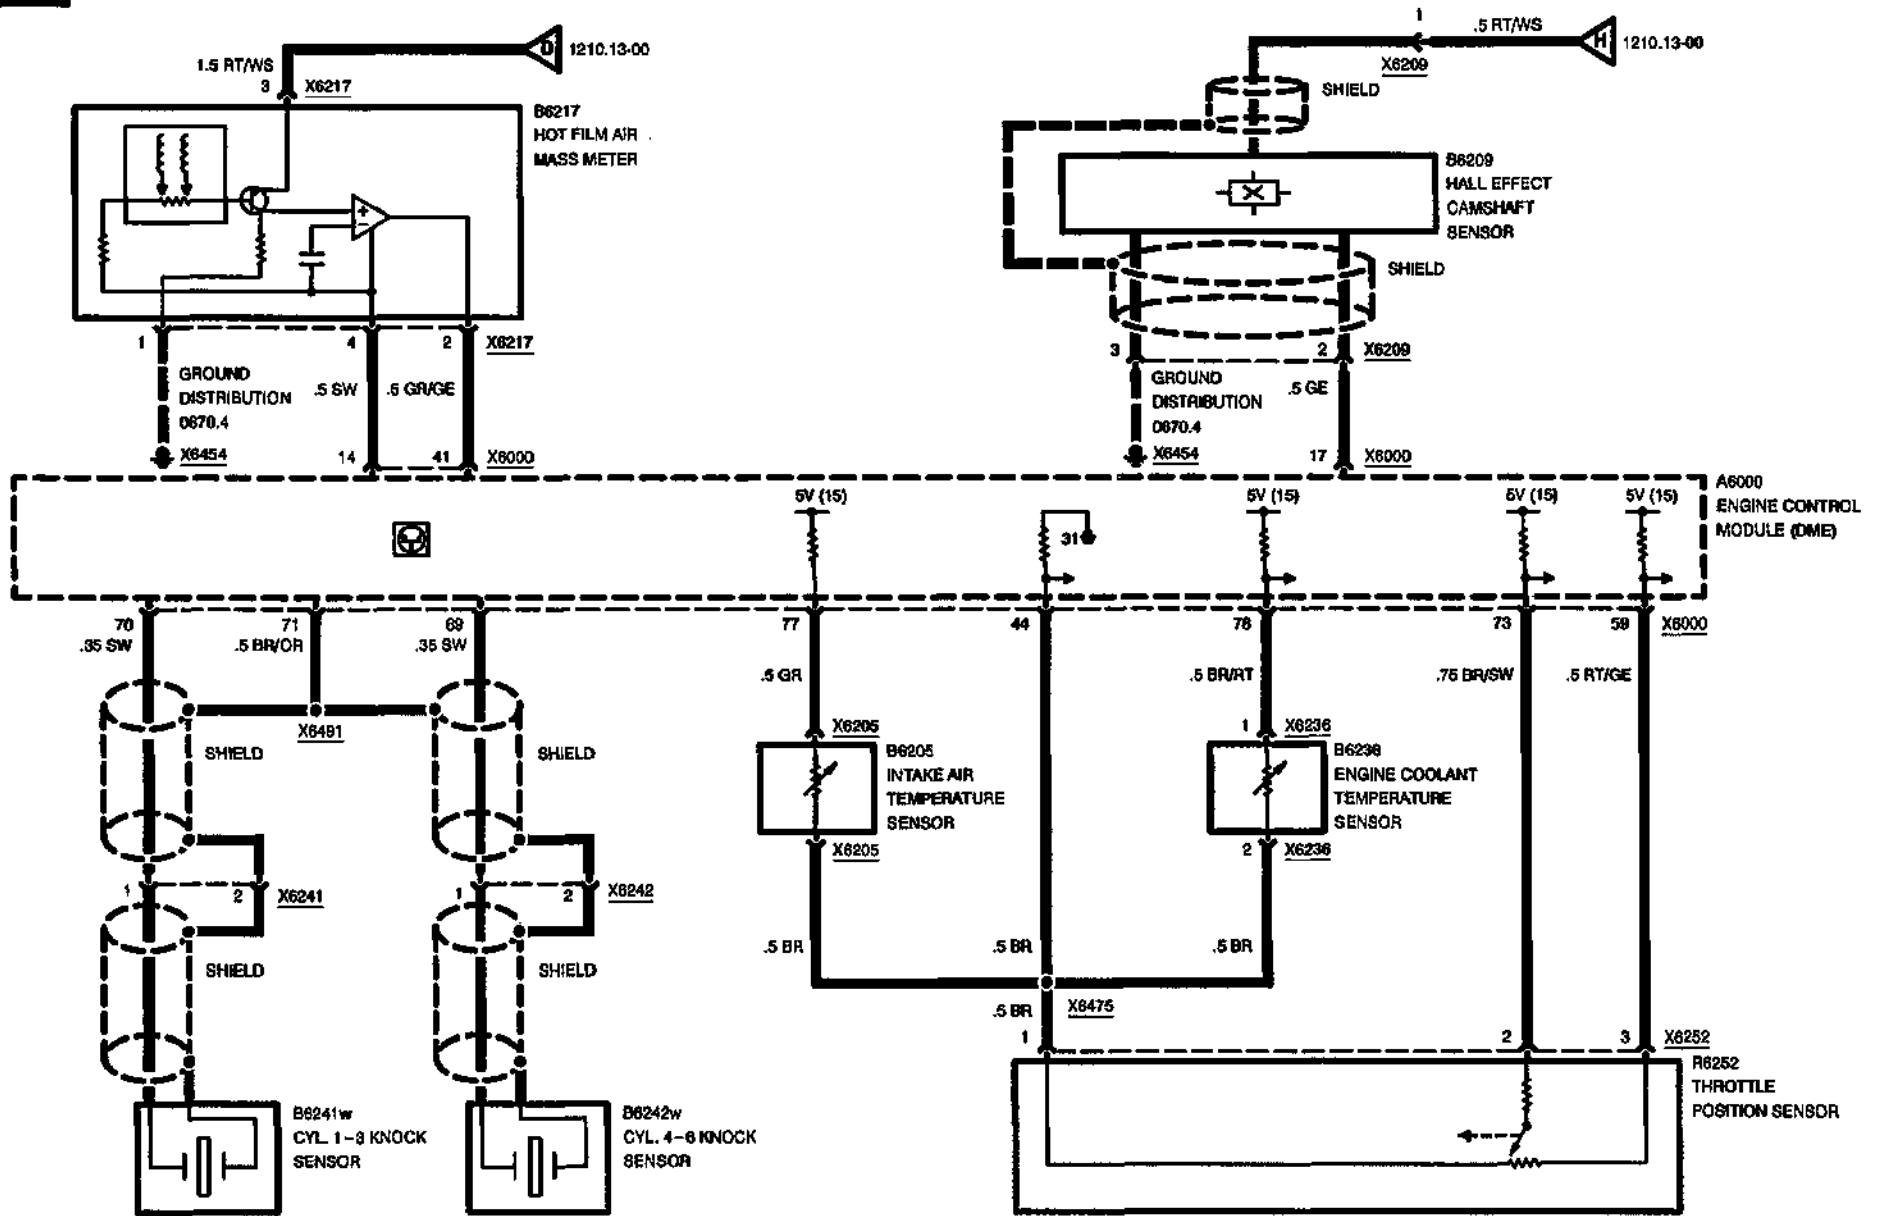 D 1210.13-00
1.5 RT/WS
3 X6217
B6217
HOT FILM AIR
MASS METER
+
−
1 4 2 X6217
GROUND
DISTRIBUTION
0670.4
X6454
.5 SW
.5 GR/GE
14 41 X6000
1
.5 RT/WS
H 1210.13-00
X6209
SHIELD
B6209
HALL EFFECT
CAMSHAFT
SENSOR
SHIELD
3 2 X6209
GROUND
DISTRIBUTION
0670.4
X6454
.5 GE
17 X6000
A6000
ENGINE CONTROL
MODULE (DME)
5V (15)
31
5V (15)
5V (15)
5V (15)
70 71 69 77 44 78 73 59 X6000
.35 SW
.5 BR/OR
.35 SW
.5 GR
.5 BR/RT
.75 BR/SW
.5 RT/GE
X6491
SHIELD
SHIELD
1 2 X6241
1 2 X6242
SHIELD
SHIELD
X6205
B6205
INTAKE AIR
TEMPERATURE
SENSOR
X6205
1 X6236
B6236
ENGINE COOLANT
TEMPERATURE
SENSOR
2 X6236
.5 BR
.5 BR
.5 BR
X6475
.5 BR
1 2 3 X6252
R6252
THROTTLE
POSITION SENSOR
B6241w
CYL. 1-3 KNOCK
SENSOR
B6242w
CYL. 4-6 KNOCK
SENSOR